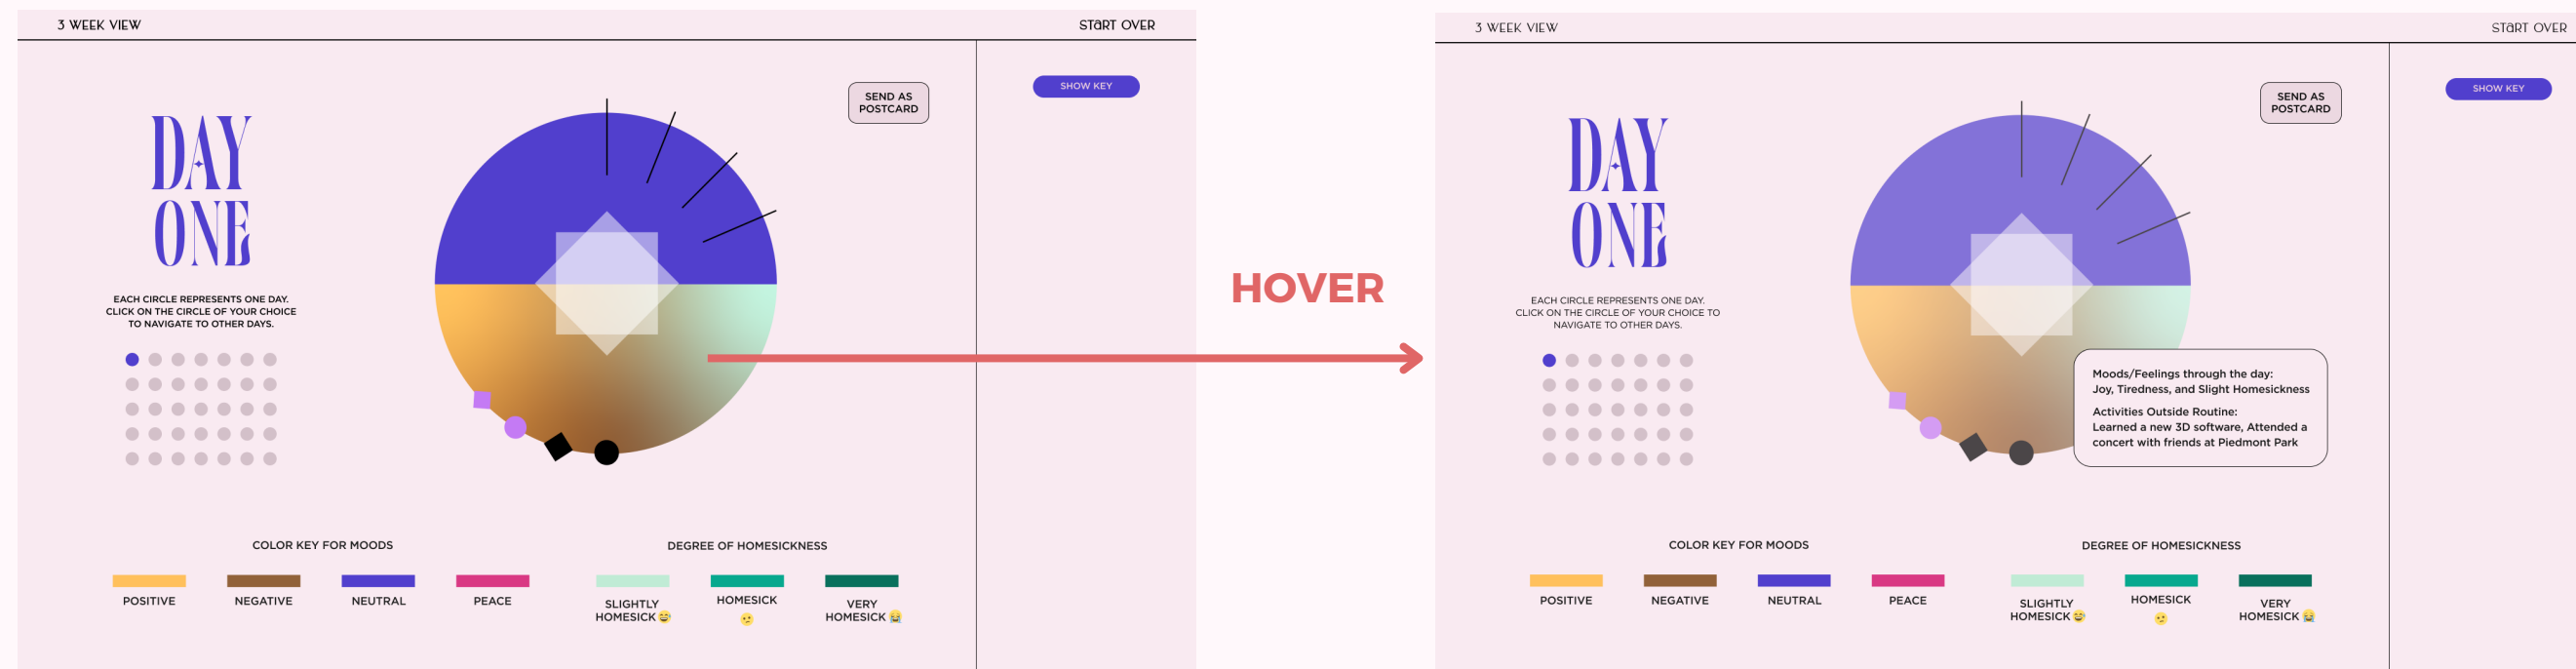 3 WEEK VIEW
START OVER
SHOW KEY
SEND AS
POSTCARD
DAY
ONE
EACH CIRCLE REPRESENTS ONE DAY.
CLICK ON THE CIRCLE OF YOUR CHOICE
TO NAVIGATE TO OTHER DAYS.
COLOR KEY FOR MOODS
POSITIVE
NEGATIVE
NEUTRAL
PEACE
DEGREE OF HOMESICKNESS
SLIGHTLY
HOMESICK 😅
HOMESICK
🫤
VERY
HOMESICK 😭
HOVER
3 WEEK VIEW
START OVER
SHOW KEY
SEND AS
POSTCARD
DAY
ONE
EACH CIRCLE REPRESENTS ONE DAY.
CLICK ON THE CIRCLE OF YOUR CHOICE TO
NAVIGATE TO OTHER DAYS.
Moods/Feelings through the day:
Joy, Tiredness, and Slight Homesickness
Activities Outside Routine:
Learned a new 3D software, Attended a
concert with friends at Piedmont Park
COLOR KEY FOR MOODS
POSITIVE
NEGATIVE
NEUTRAL
PEACE
DEGREE OF HOMESICKNESS
SLIGHTLY
HOMESICK 😅
HOMESICK
🫤
VERY
HOMESICK 😭